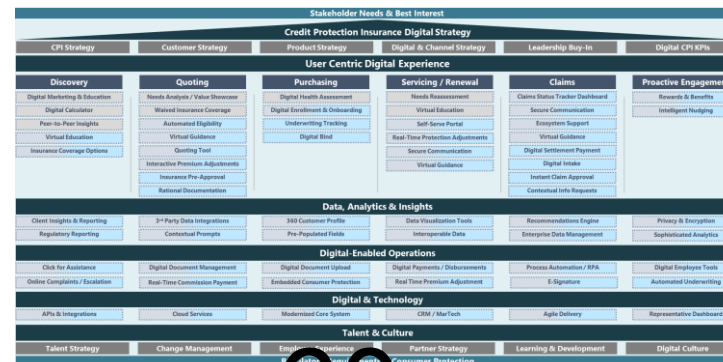 Stakeholder Needs & Best Interest
Credit Protection Insurance Digital Strategy
CPI Strategy Customer Strategy Product Strategy Digital & Channel Strategy Leadership Buy-In Digital CPI KPIs
User Centric Digital Experience
Discovery Quoting Purchasing Servicing / Renewal Claims Proactive Engageme
Digital Marketing & Education Needs Analysis / Value Showcase Digital Health Assessment Needs Reassessment Claims Status Tracker Dashboard Rewards & Benefits
Digital Calculator Waived Insurance Coverage Digital Enrollment & Onboarding Virtual Education Secure Communication Intelligent Nudging
Peer-to-Peer Insights Automated Eligibility Underwriting Tracking Self-Serve Portal Ecosystem Support
Virtual Education Virtual Guidance Digital Bind Real-Time Protection Adjustments Virtual Guidance
Insurance Coverage Options Quoting Tool Secure Communication Digital Settlement Payment
Interactive Premium Adjustments Virtual Guidance Digital Intake
Insurance Pre-Approval Instant Claim Approval
Rational Documentation Contextual Info Requests
Data, Analytics & Insights
Client Insights & Reporting 3rd Party Data Integrations 360 Customer Profile Data Visualization Tools Recommendations Engine Privacy & Encryption
Regulatory Reporting Contextual Prompts Pre-Populated Fields Interoperable Data Enterprise Data Management Sophisticated Analytics
Digital-Enabled Operations
Click for Assistance Digital Document Management Digital Document Upload Digital Payments / Disbursements Process Automation / RPA Digital Employee Tools
Online Complaints / Escalation Real-Time Commission Payment Embedded Consumer Protection Real Time Premium Adjustment E-Signature Automated Underwriting
Digital & Technology
APIs & Integrations Cloud Services Modernized Core System CRM / MarTech Agile Delivery Representative Dashboard
Talent & Culture
Talent Strategy Change Management Employee Experience Partner Strategy Learning & Development Digital Culture
Consumer Protection